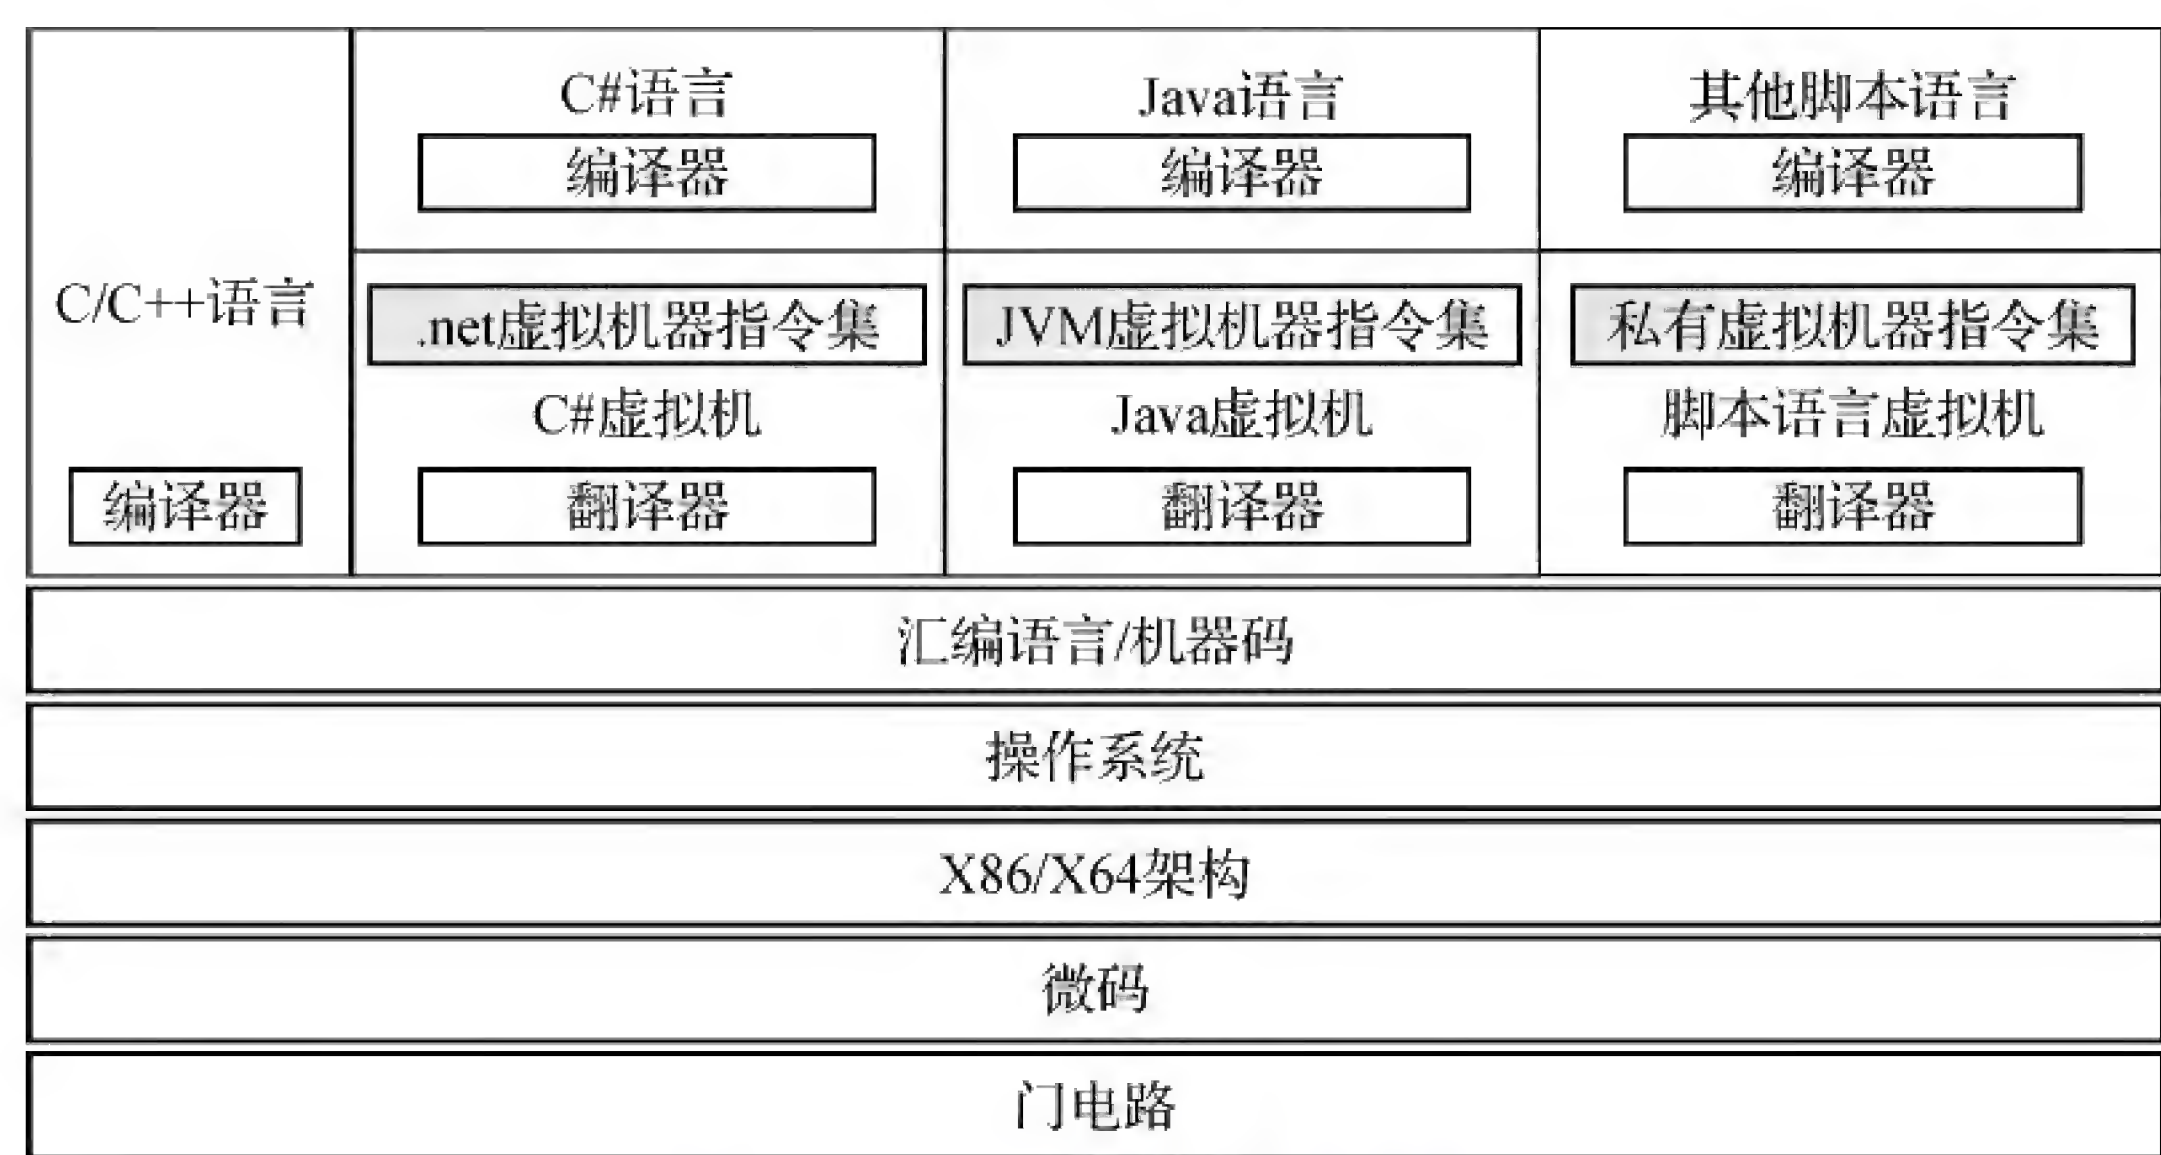 C#语言
Java语言
其他脚本语言
编译器
编译器
编译器
C/C++语言
.net虚拟机器指令集
JVM虚拟机器指令集
私有虚拟机器指令集
C#虚拟机
Java虚拟机
脚本语言虚拟机
编译器
翻译器
翻译器
翻译器
汇编语言/机器码
操作系统
X86/X64架构
微码
门电路